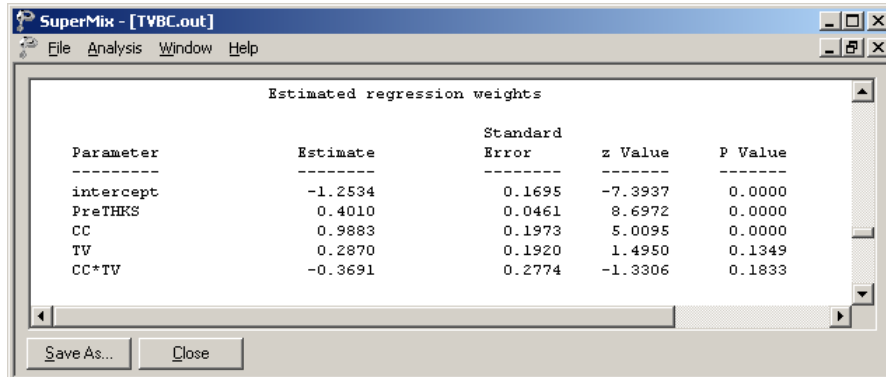 SuperMix - [TVBC.out]
File Analysis Window Help
Estimated regression weights
Standard
Parameter Estimate Error z Value P Value
--------- -------- -------- ------- -------
intercept -1.2534 0.1695 -7.3937 0.0000
PreTHKS 0.4010 0.0461 8.6972 0.0000
CC 0.9883 0.1973 5.0095 0.0000
TV 0.2870 0.1920 1.4950 0.1349
CC*TV -0.3691 0.2774 -1.3306 0.1833
Save As... Close